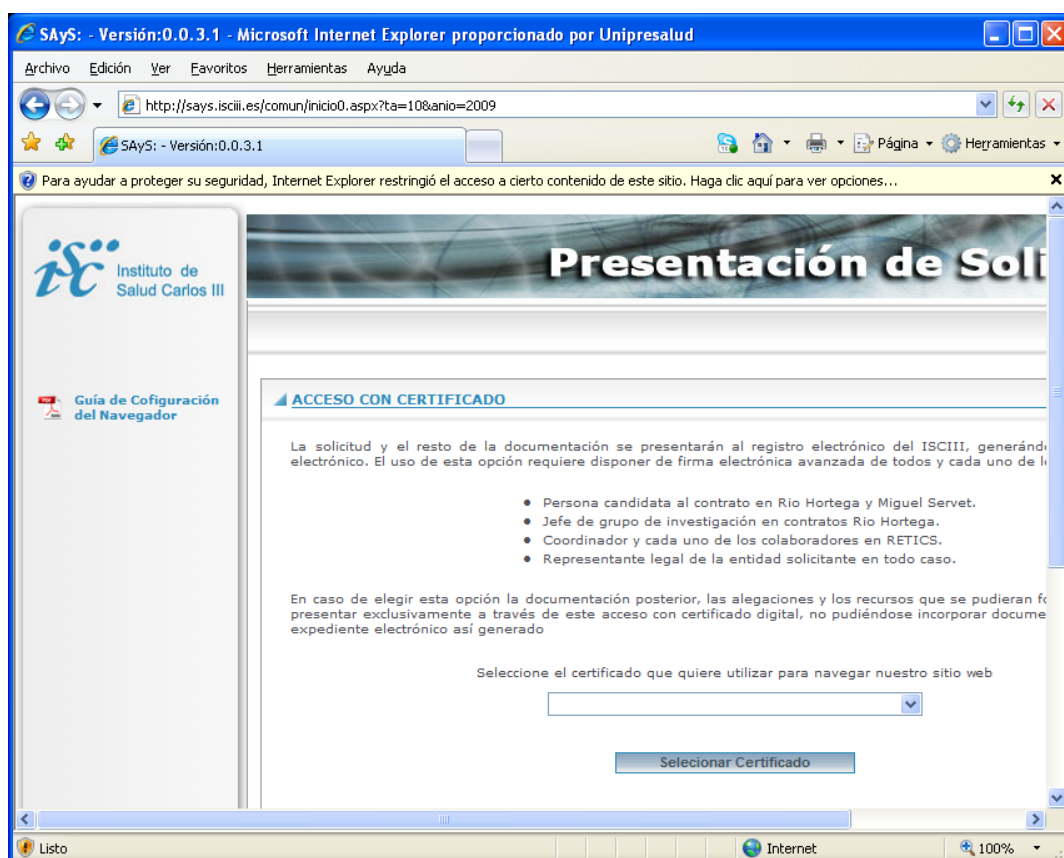 SAyS: - Versión:0.0.3.1 - Microsoft Internet Explorer proporcionado por Unipresalud
Archivo Edición Ver Favoritos Herramientas Ayuda
http://says.isciii.es/comun/inicio0.aspx?ta=10&anio=2009
SAyS: - Versión:0.0.3.1
Página
Herramientas
Para ayudar a proteger su seguridad, Internet Explorer restringió el acceso a cierto contenido de este sitio. Haga clic aquí para ver opciones...
isc
Instituto de
Salud Carlos III
Presentación de Soli
Guía de Cofiguración
del Navegador
ACCESO CON CERTIFICADO
La solicitud y el resto de la documentación se presentarán al registro electrónico del ISCIII,
electrónico. El uso de esta opción requiere disponer de firma electrónica avanzada de todos y cada uno de
• Persona candidata al contrato en Rio Hortega y Miguel Servet.
• Jefe de grupo de investigación en contratos Rio Hortega.
• Coordinador y cada uno de los colaboradores en RETICS.
• Representante legal de la entidad solicitante en todo caso.
En caso de elegir esta opción la documentación posterior, las alegaciones y los recursos que se pudieran
presentar exclusivamente a través de este acceso con certificado digital, no pudiéndose incorporar docume
expediente electrónico así generado
Seleccione el certificado que quiere utilizar para navegar nuestro sitio web
Selecionar Certificado
Listo
Internet
100%